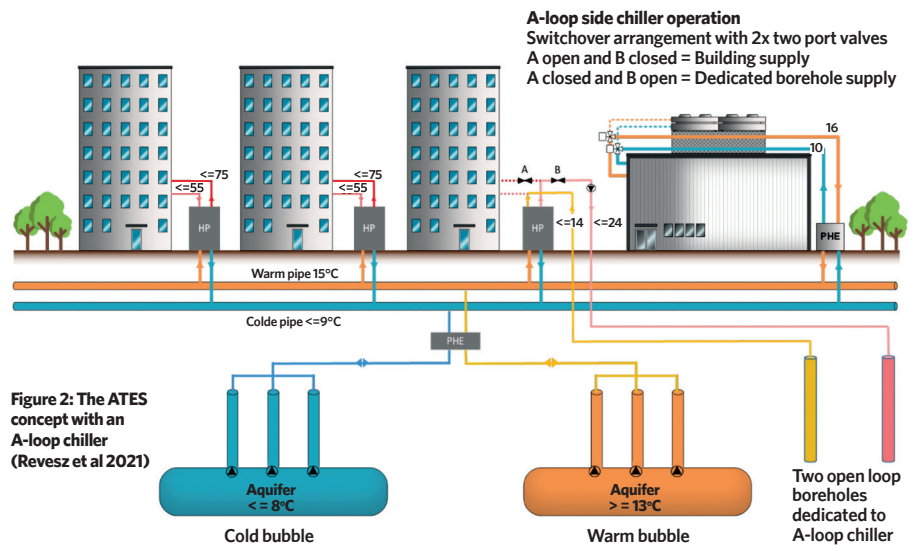 A-loop side chiller operation
Switchover arrangement with 2x two port valves
A open and B closed = Building supply
A closed and B open = Dedicated borehole supply
<=75
<=55
HP
<=75
<=55
HP
A
B
<=14
<=24
HP
16
10
PHE
Warm pipe 15°C
Colde pipe <=9°C
PHE
Figure 2: The ATES
concept with an
A-loop chiller
(Revesz et al 2021)
Aquifer
< = 8°C
Cold bubble
Aquifer
> = 13°C
Warm bubble
Two open loop
boreholes
dedicated to
A-loop chiller